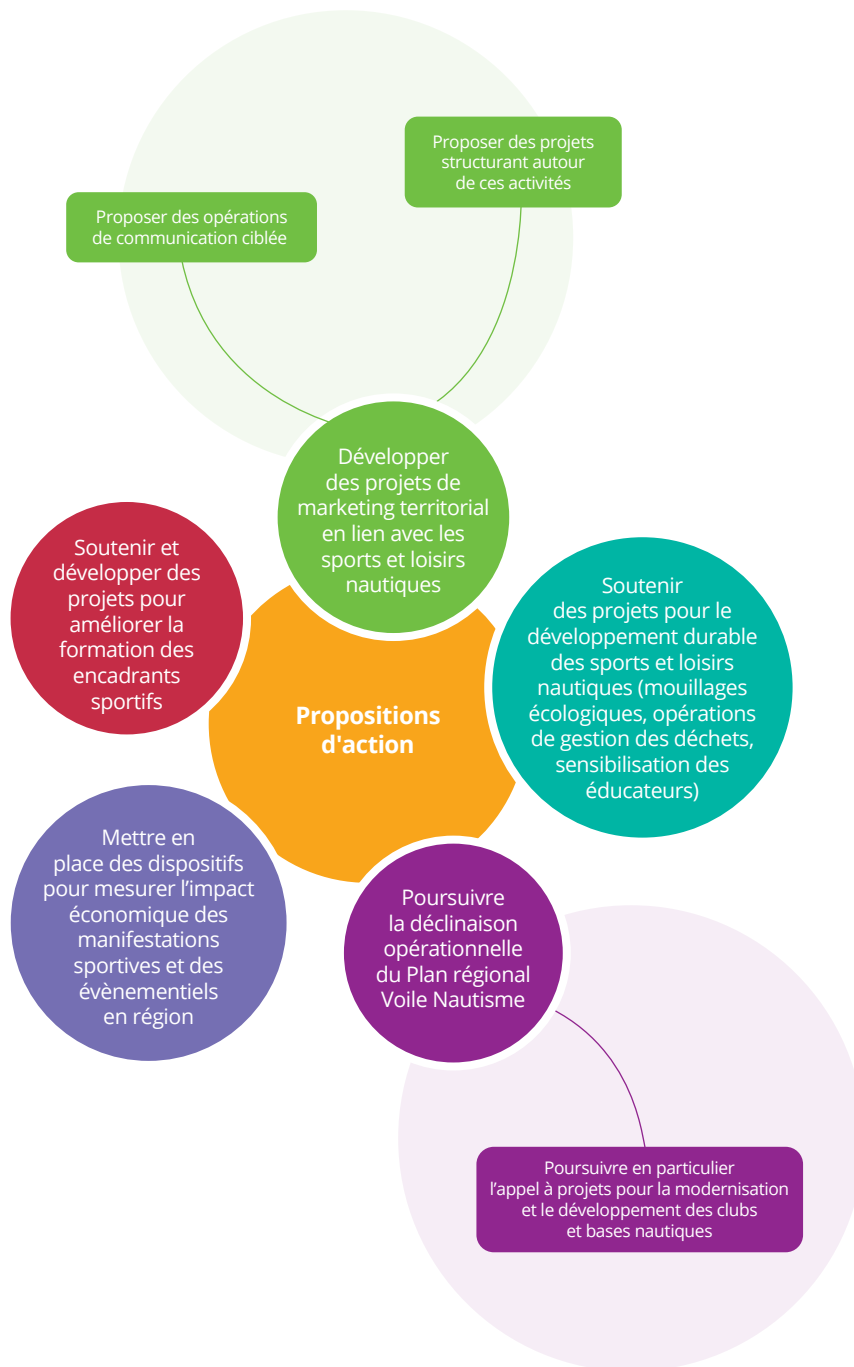 Proposer des projets
structurant autour
de ces activités
Proposer des opérations
de communication ciblée
Développer
des projets de
marketing territorial
en lien avec les
sports et loisirs
nautiques
Soutenir et
développer des
projets pour
améliorer la
formation des
encadrants
sportifs
Soutenir
des projets pour le
développement durable
des sports et loisirs
nautiques (mouillages
écologiques, opérations
de gestion des déchets,
sensibilisation des
éducateurs)
Propositions
d'action
Mettre en
place des dispositifs
pour mesurer l’impact
économique des
manifestations
sportives et des
évènementiels
en région
Poursuivre
la déclinaison
opérationnelle
du Plan régional
Voile Nautisme
Poursuivre en particulier
l’appel à projets pour la modernisation
et le développement des clubs
et bases nautiques